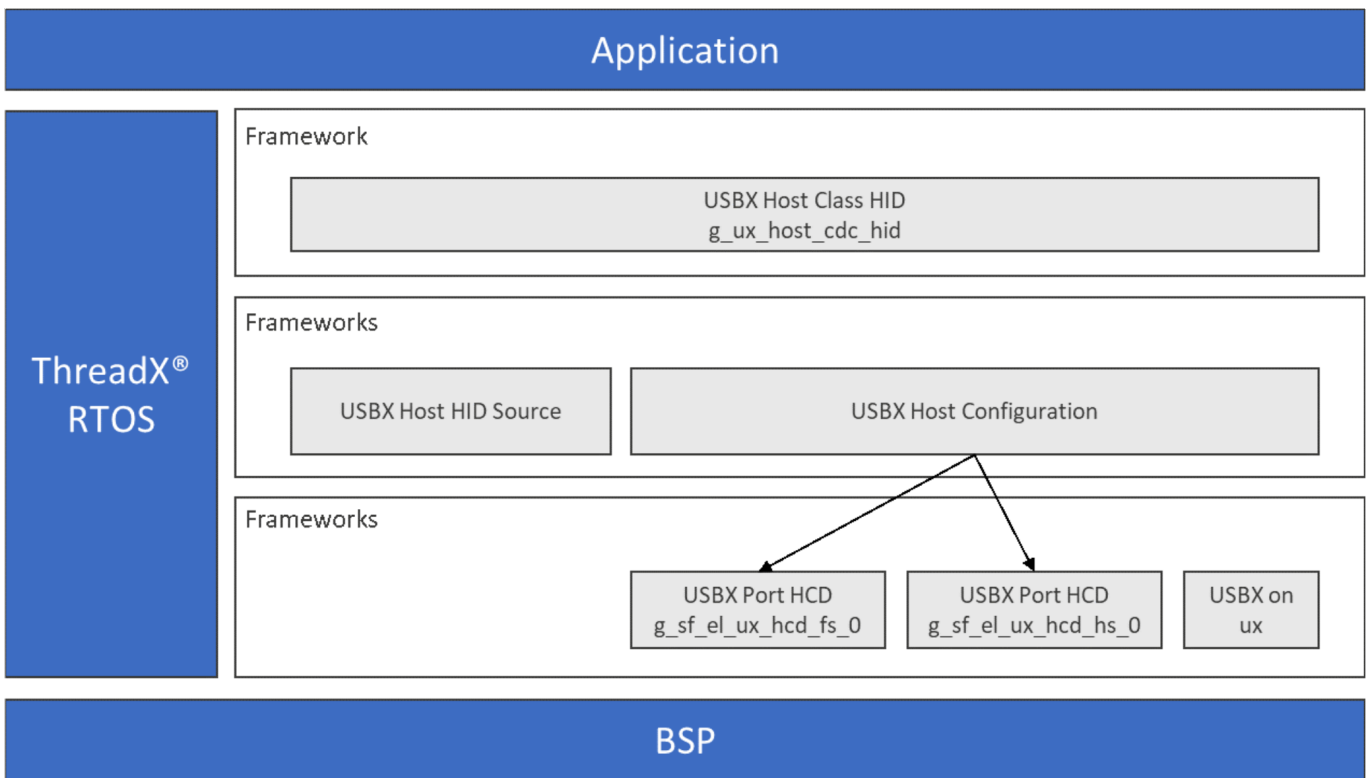 Application
ThreadX®
RTOS
Framework
USBX Host Class HID
g_ux_host_cdc_hid
Frameworks
USBX Host HID Source
USBX Host Configuration
Frameworks
USBX Port HCD
g_sf_el_ux_hcd_fs_0
USBX Port HCD
g_sf_el_ux_hcd_hs_0
USBX on
ux
BSP